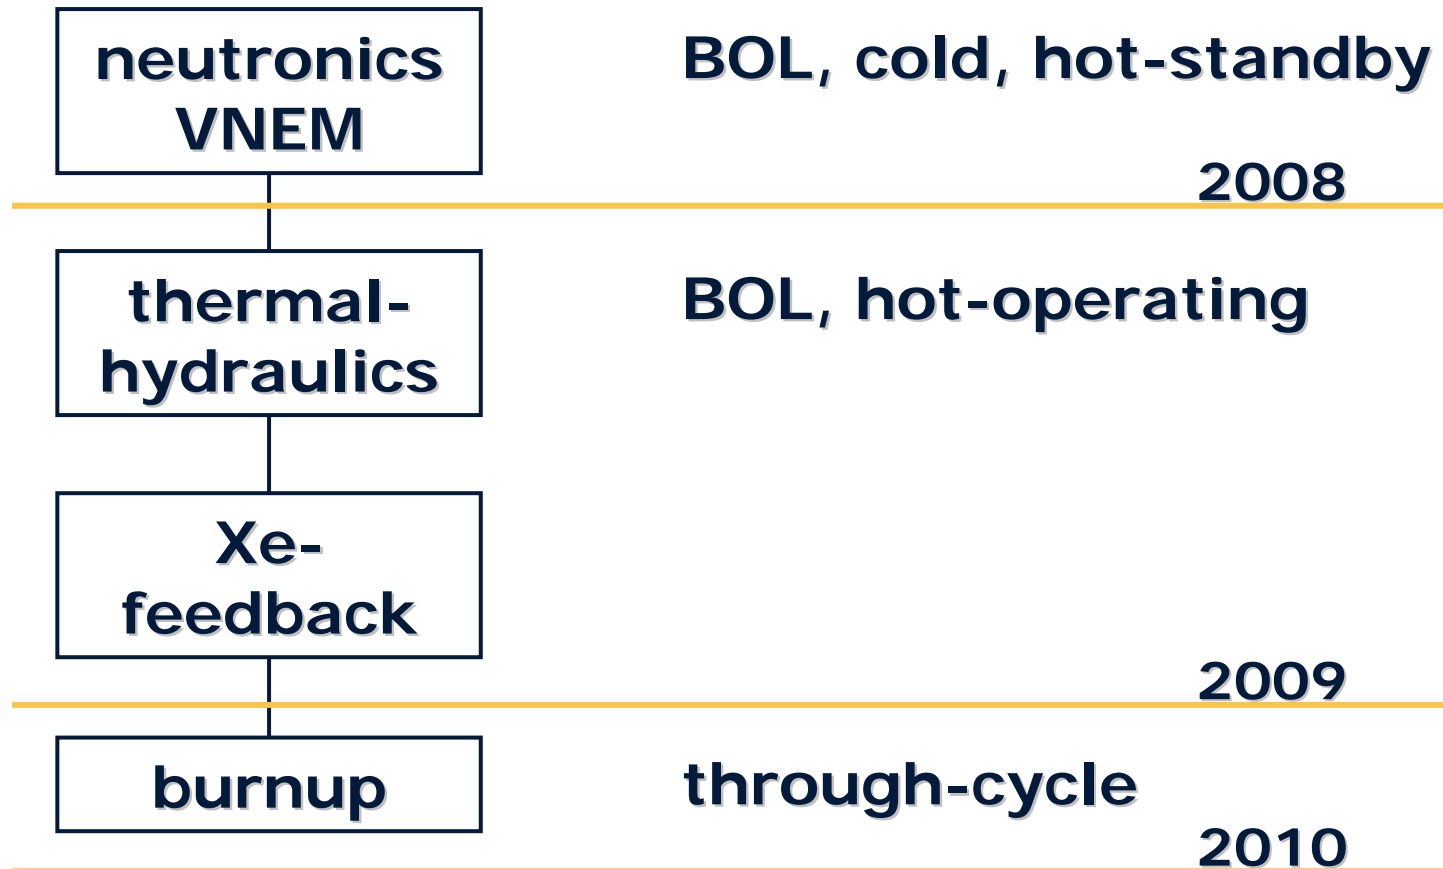 neutronics
VNEM
BOL, cold, hot-standby
2008
thermal-
hydraulics
BOL, hot-operating
Xe-
feedback
2009
burnup
through-cycle
2010